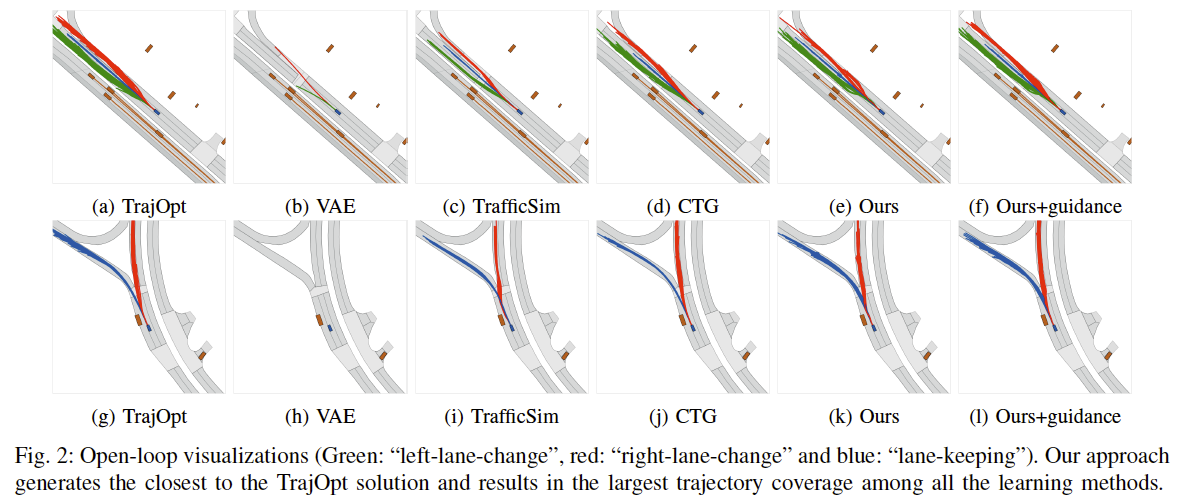 (a) TrajOpt (b) VAE (c) TrafficSim (d) CTG (e) Ours (f) Ours+guidance
(g) TrajOpt (h) VAE (i) TrafficSim (j) CTG (k) Ours (l) Ours+guidance
Fig. 2: Open-loop visualizations (Green: “left-lane-change”, red: “right-lane-change” and blue: “lane-keeping”). Our approach
generates the closest to the TrajOpt solution and results in the largest trajectory coverage among all the learning methods.